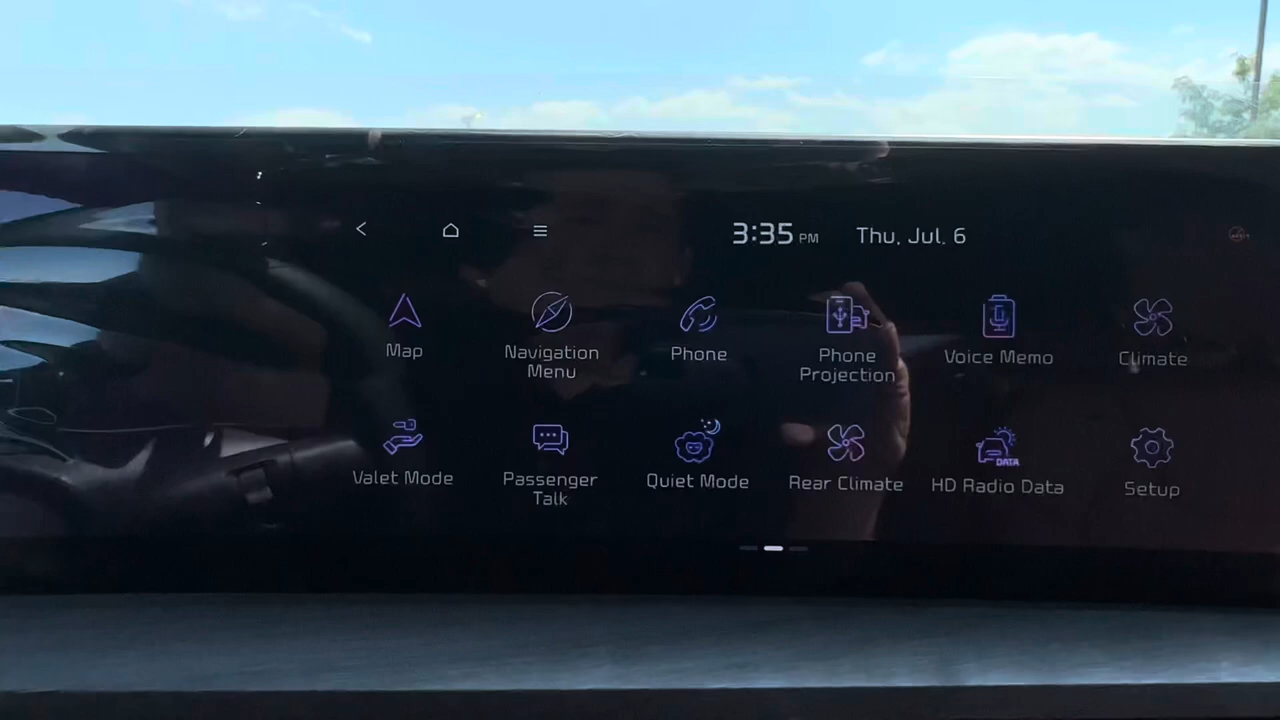 3:35 PM Thu, Jul. 6
Map
Navigation
Menu
Phone
Phone
Projection
Voice Memo
Climate
Valet Mode
Passenger
Talk
Quiet Mode
Rear Climate
DATA
HD Radio Data
Setup